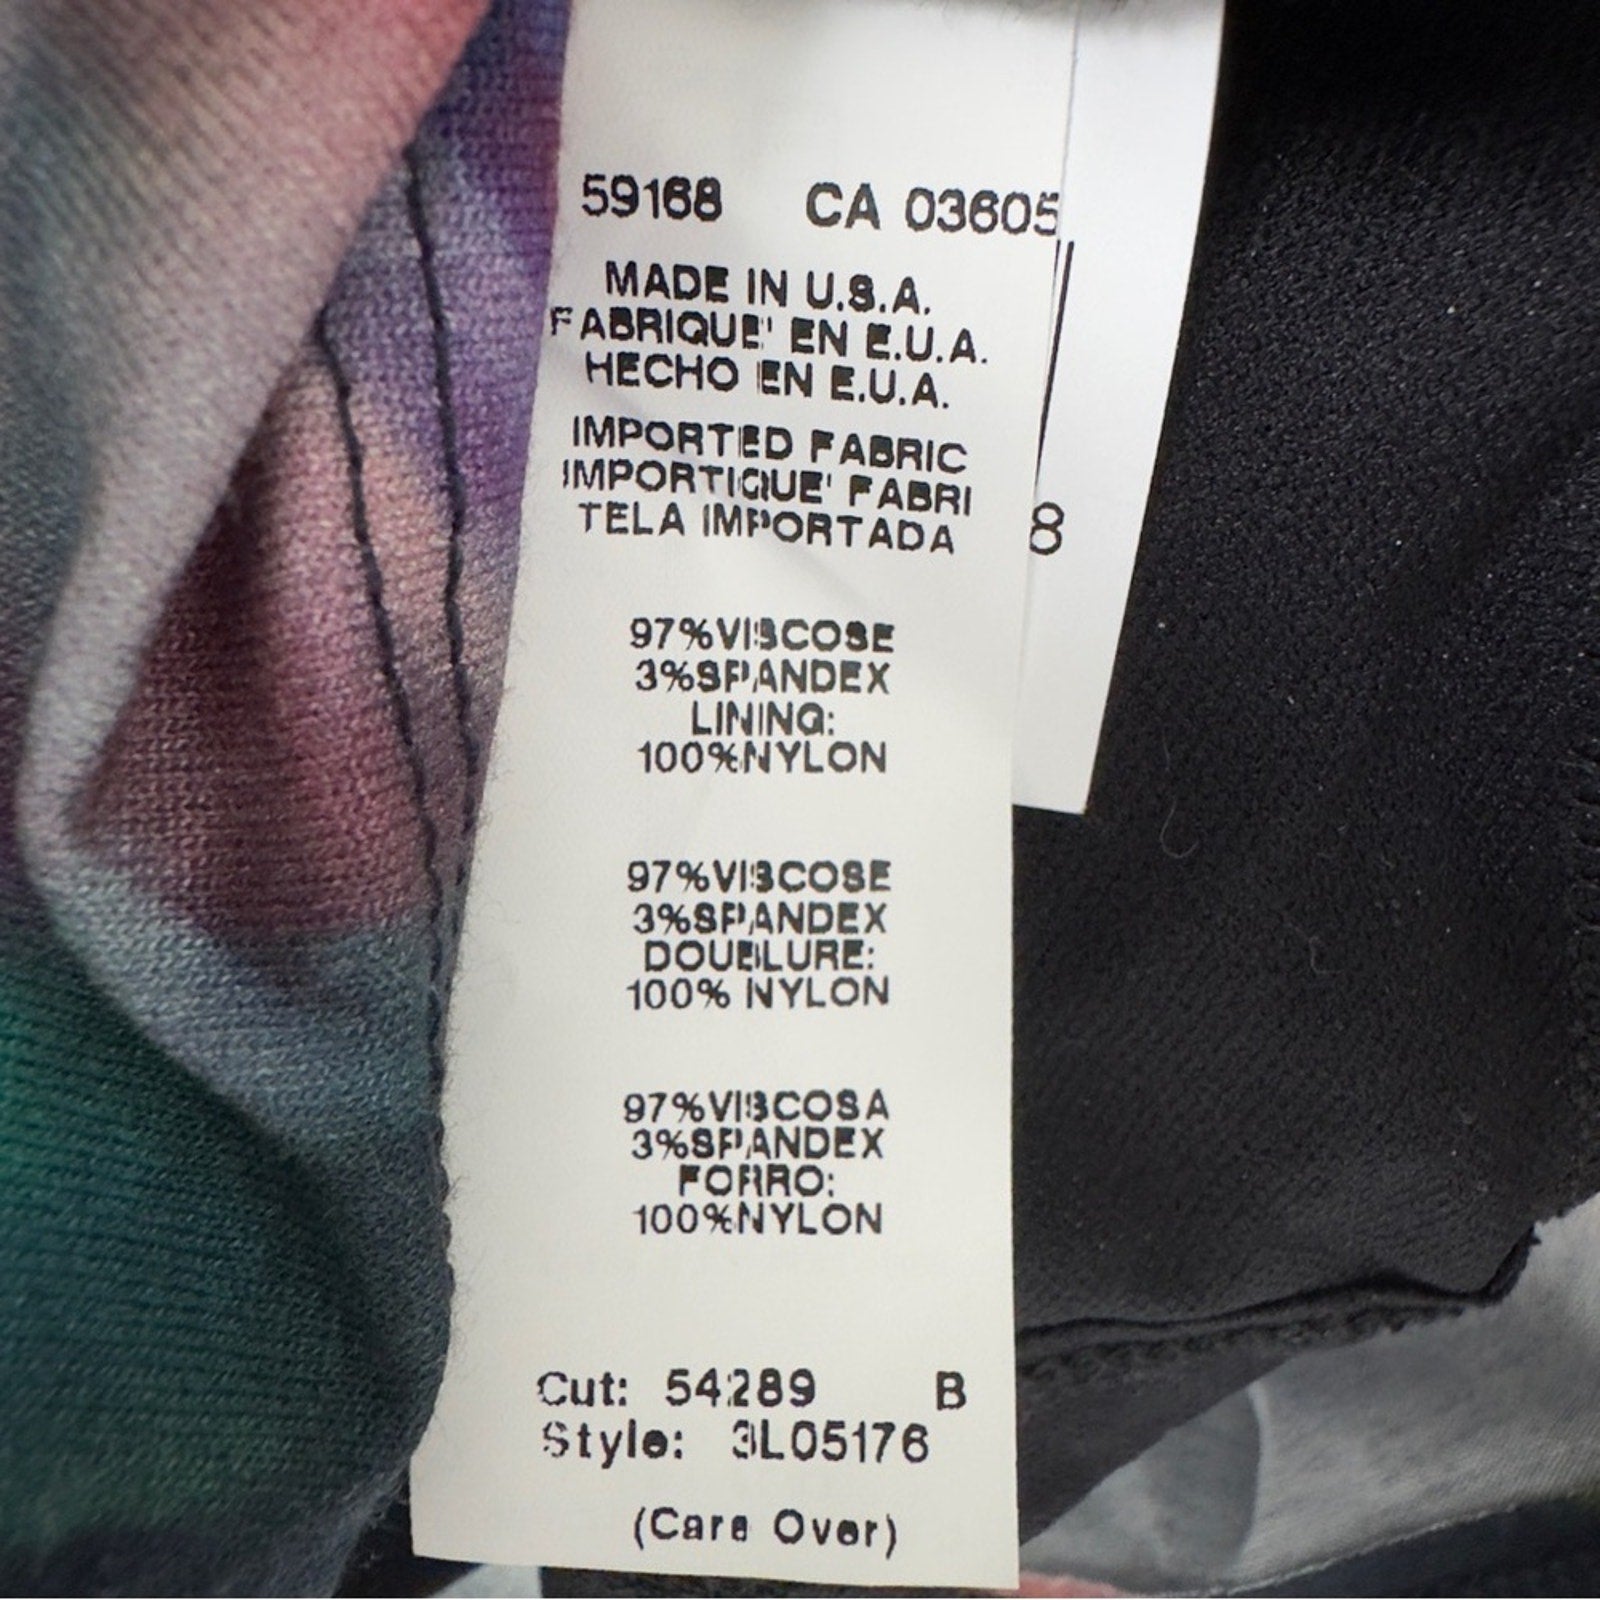 59168 CA 03605
MADE IN U.S.A.
FABRIQUE' EN E.U.A.
HECHO EN E.U.A.
IMPORTED FABRIC
IMPORTIQUE' FABRI
TELA IMPORTADA
8
97%VISCOSE
3%SPANDEX
LINING:
100%NYLON
97%VISCOSE
3%SPANDEX
DOUBLURE:
100% NYLON
97%VISCOSA
3%SPANDEX
FORRO:
100%NYLON
Cut: 54289 B
Style: 3L05176
(Care Over)